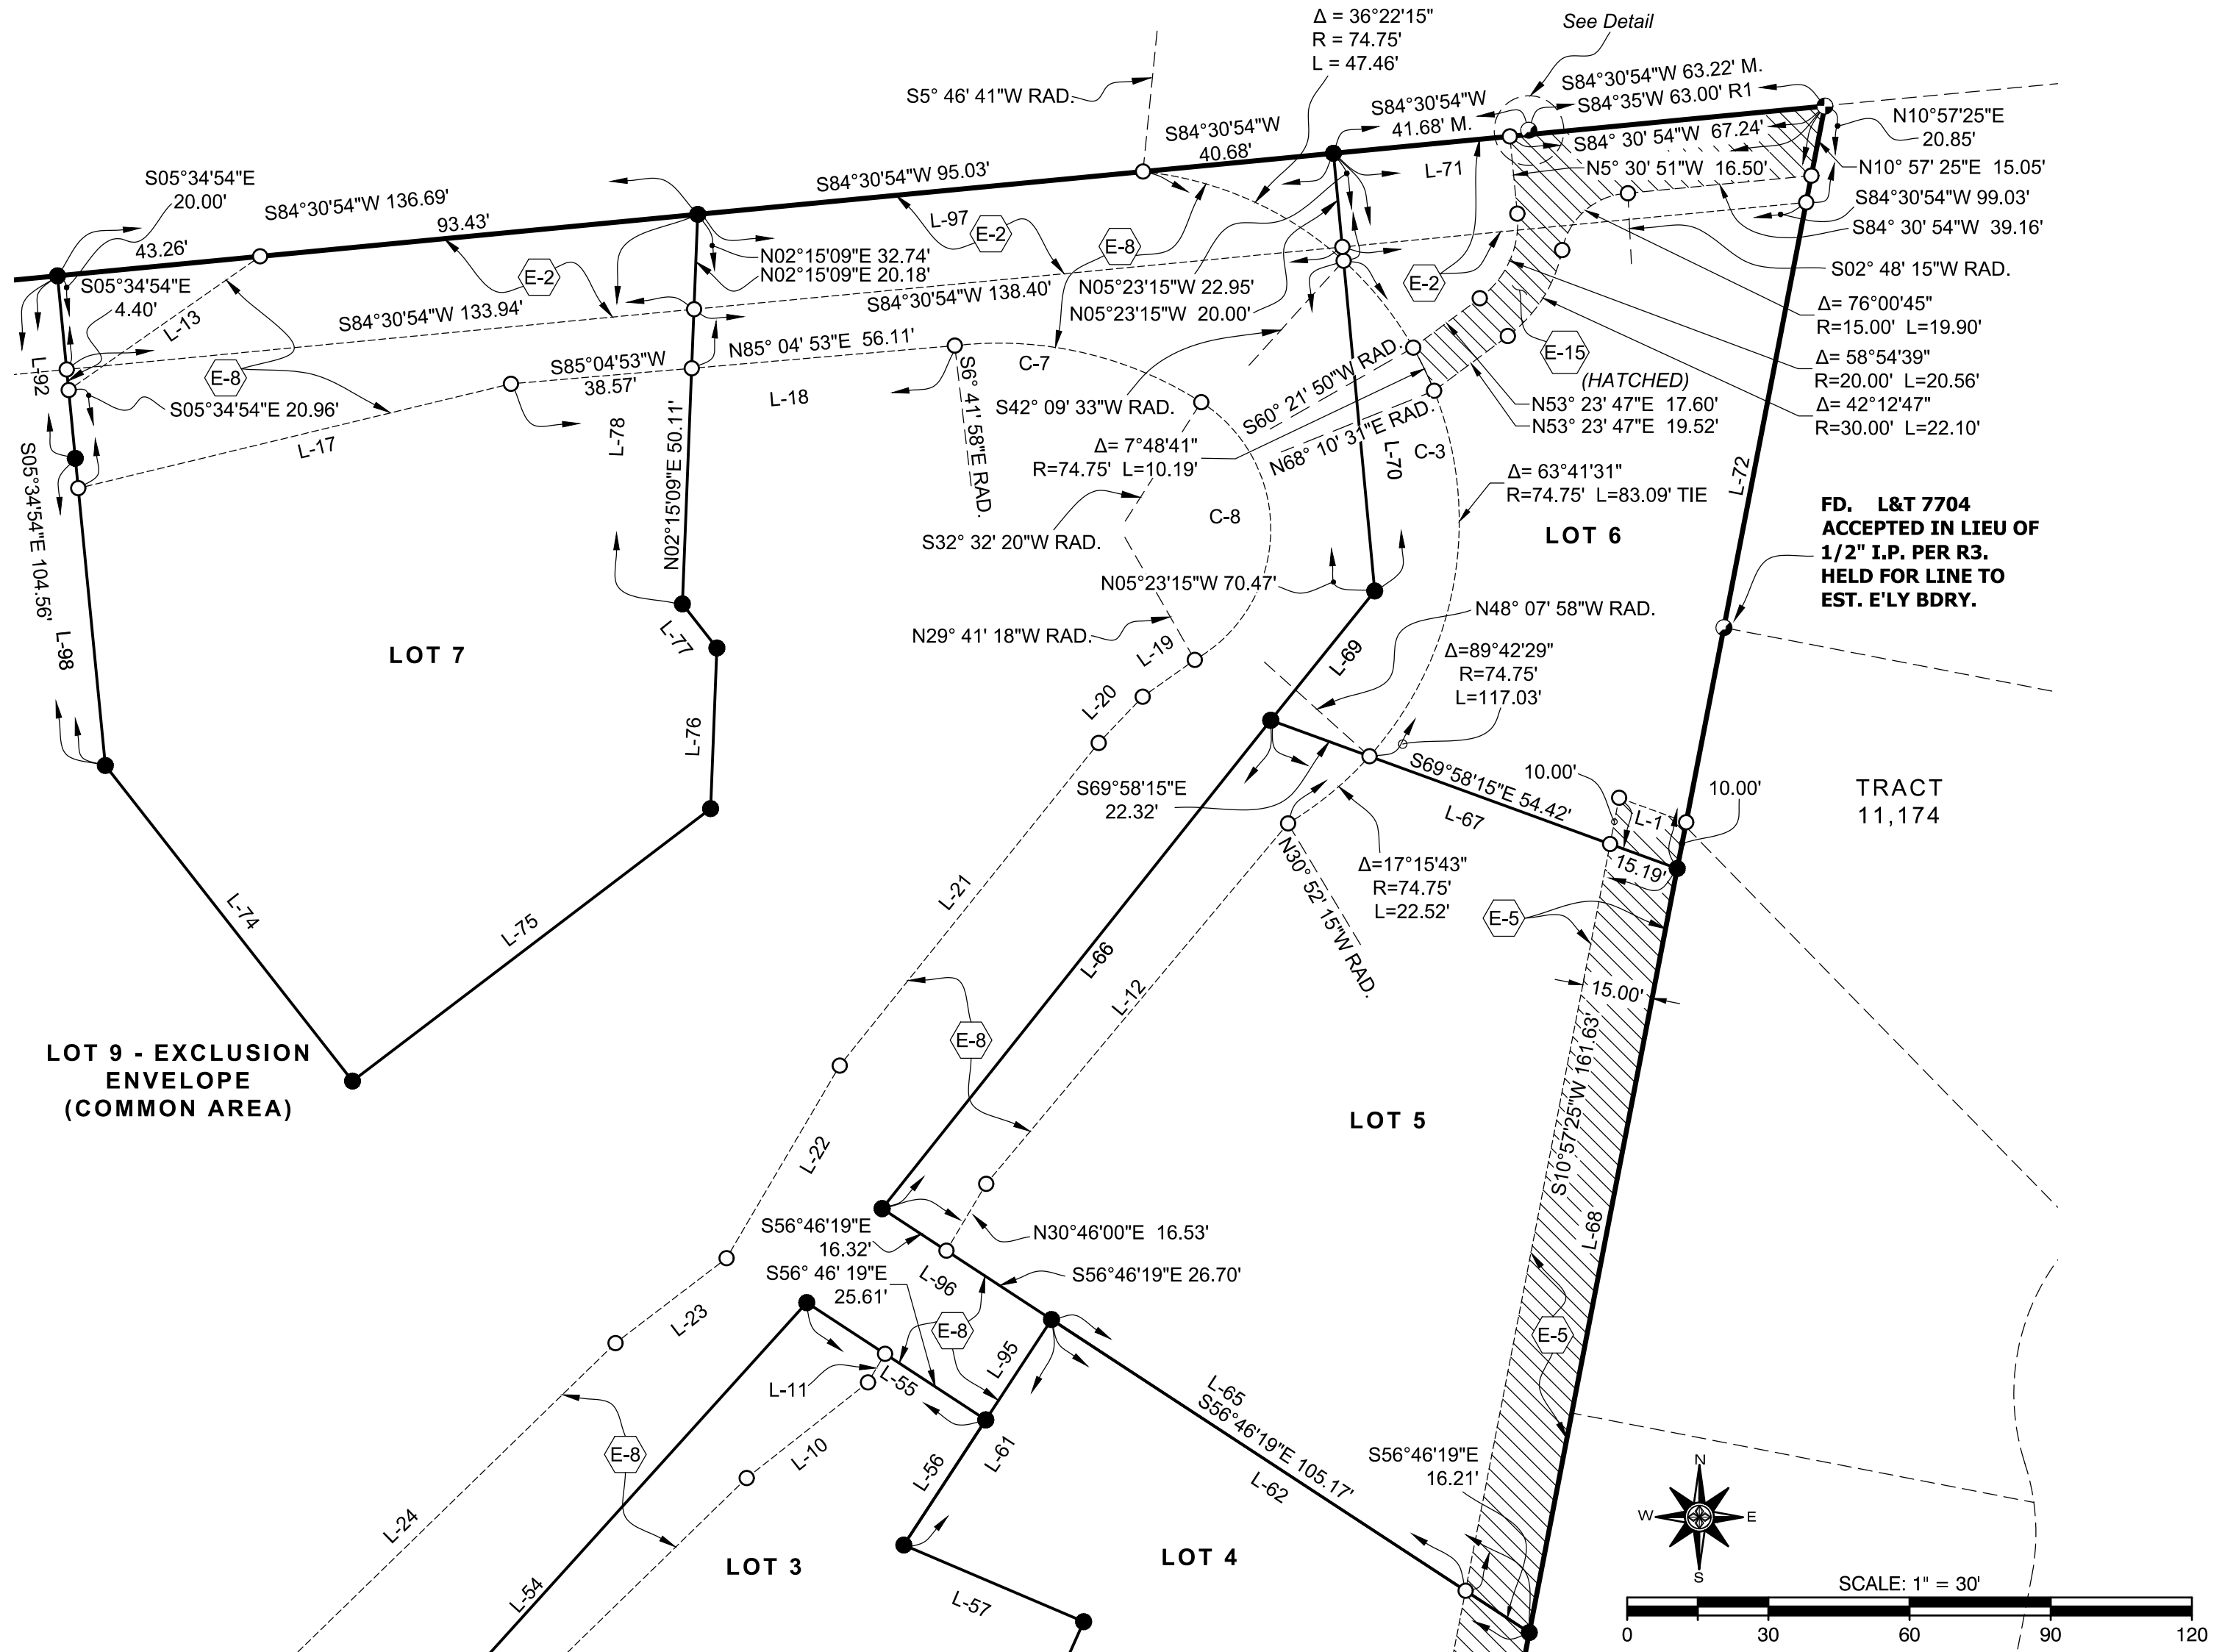 Δ = 36°22'15"
R = 74.75'
L = 47.46'
See Detail
S5° 46' 41"W RAD.
S84°30'54"W
40.68'
S84°30'54"W
41.68' M.
S84°30'54"W 63.22' M.
S84°35'W 63.00' R1
S84° 30' 54"W 67.24'
N10°57'25"E
20.85'
N5° 30' 51"W 16.50'
N10° 57' 25"E 15.05'
S84°30'54"W 99.03'
S84° 30' 54"W 39.16'
S02° 48' 15"W RAD.
Δ= 76°00'45"
R=15.00' L=19.90'
Δ= 58°54'39"
R=20.00' L=20.56'
Δ= 42°12'47"
R=30.00' L=22.10'
S05°34'54"E
20.00'
S84°30'54"W 136.69'
43.26'
93.43'
S84°30'54"W 95.03'
L-97
E-2
E-8
L-71
E-2
S05°34'54"E
4.40'
L-13
E-2
N02°15'09"E 32.74'
N02°15'09"E 20.18'
S84°30'54"W 133.94'
S84°30'54"W 138.40'
N05°23'15"W 22.95'
N05°23'15"W 20.00'
L-92
E-8
S05°34'54"E 20.96'
S85°04'53"W
38.57'
N85° 04' 53"E 56.11'
L-18
C-7
S6° 41' 58"E RAD.
S42° 09' 33"W RAD.
S60° 21' 50"W RAD.
N68° 10' 31"E RAD.
E-15
(HATCHED)
N53° 23' 47"E 17.60'
N53° 23' 47"E 19.52'
L-17
L-78
N02°15'09"E 50.11'
Δ= 7°48'41"
R=74.75' L=10.19'
L-70
C-3
Δ= 63°41'31"
R=74.75' L=83.09' TIE
L-72
S05°34'54"E 104.56'
L-98
C-8
S32° 32' 20"W RAD.
LOT 6
FD. L&T 7704
ACCEPTED IN LIEU OF
1/2" I.P. PER R3.
HELD FOR LINE TO
EST. E'LY BDRY.
N05°23'15"W 70.47'
N48° 07' 58"W RAD.
N29° 41' 18"W RAD.
L-19
L-77
LOT 7
L-69
Δ=89°42'29"
R=74.75'
L=117.03'
L-20
L-76
S69°58'15"E
22.32'
S69°58'15"E 54.42'
L-67
10.00'
L-1
10.00'
15.19'
TRACT
11,174
N30° 52' 15"W RAD.
Δ=17°15'43"
R=74.75'
L=22.52'
E-5
15.00'
L-74
L-75
L-21
L-66
L-12
LOT 9 - EXCLUSION
ENVELOPE
(COMMON AREA)
E-8
S10°57'25"W 161.63'
LOT 5
L-22
L-68
S56°46'19"E
16.32'
N30°46'00"E 16.53'
L-96
S56°46'19"E 26.70'
S56° 46' 19"E
25.61'
L-23
E-8
E-5
L-11
L-55
L-95
L-65
S56°46'19"E 105.17'
L-62
L-10
L-56
L-61
S56°46'19"E
16.21'
E-8
L-24
L-54
LOT 3
L-57
LOT 4
N
W
E
S
SCALE: 1" = 30'
0 30 60 90 120